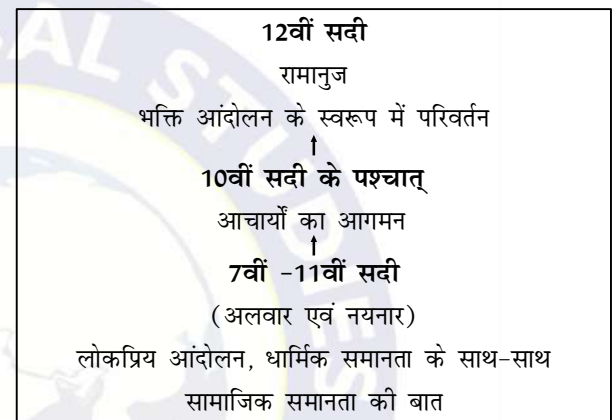 12वीं सदी
रामानुज
भक्ति आंदोलन के स्वरूप में परिवर्तन
↑
10वीं सदी के पश्चात्
आचार्यों का आगमन
↑
7वीं -11वीं सदी
(अलवार एवं नयनार)
लोकप्रिय आंदोलन, धार्मिक समानता के साथ-साथ
सामाजिक समानता की बात